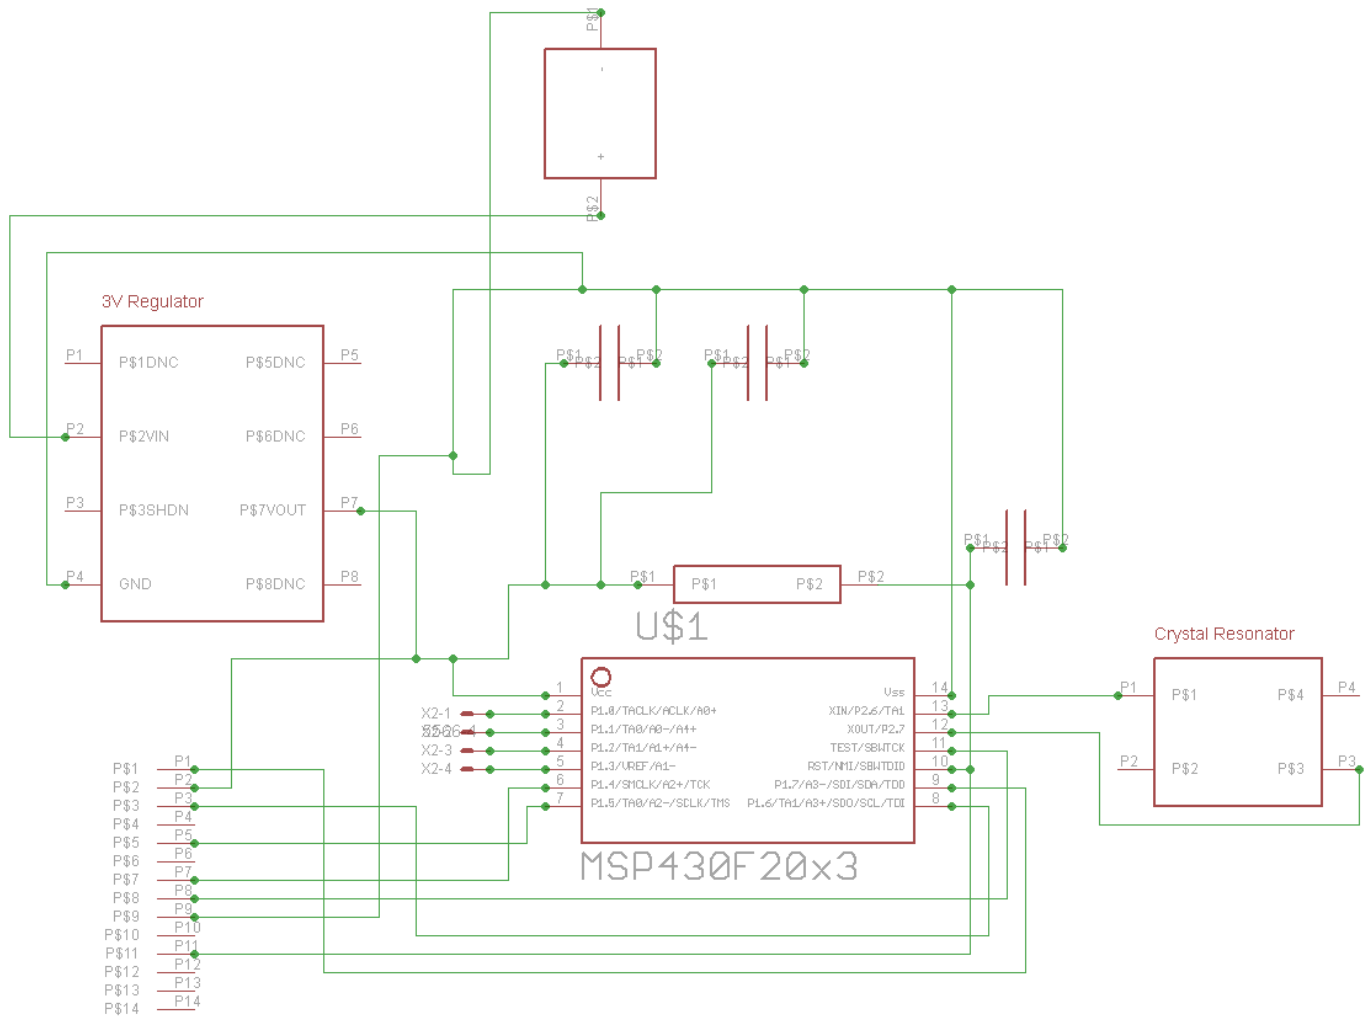 P$1
-
+
P$2
3V Regulator
P1 P$1DNC P$5DNC P5
P$1 P$2 P$1 P$2
P$1 P$2 P$1 P$2
P2 P$2VIN P$6DNC P6
P3 P$3SHDN P$7VOUT P7
P$1 P$2 P$1 P$2
P4 GND P$8DNC P8
P$1 P$1 P$2 P$2
U$1
Crystal Resonator
1 Vcc Vss 14
P1 P$1 P$4 P4
X2-1 2 P1.0/TACLK/ACLK/A0+ XIN/P2.6/TA1 13
3 P1.1/TA0/A0-/A4+ XOUT/P2.7 12
X2-3 4 P1.2/TA1/A1+/A4- TEST/SBWTCK 11
X2-4 5 P1.3/VREF/A1- RST/NMI/SBWTDIO 10
P2 P$2 P$3 P3
6 P1.4/SMCLK/A2+/TCK P1.7/A3-/SDI/SDA/TDO 9
7 P1.5/TA0/A2-/SCLK/TMS P1.6/TA1/A3+/SDO/SCL/TDI 8
MSP430F20x3
P$1 P1
P$2 P2
P$3 P3
P$4 P4
P$5 P5
P$6 P6
P$7 P7
P$8 P8
P$9 P9
P$10 P10
P$11 P11
P$12 P12
P$13 P13
P$14 P14